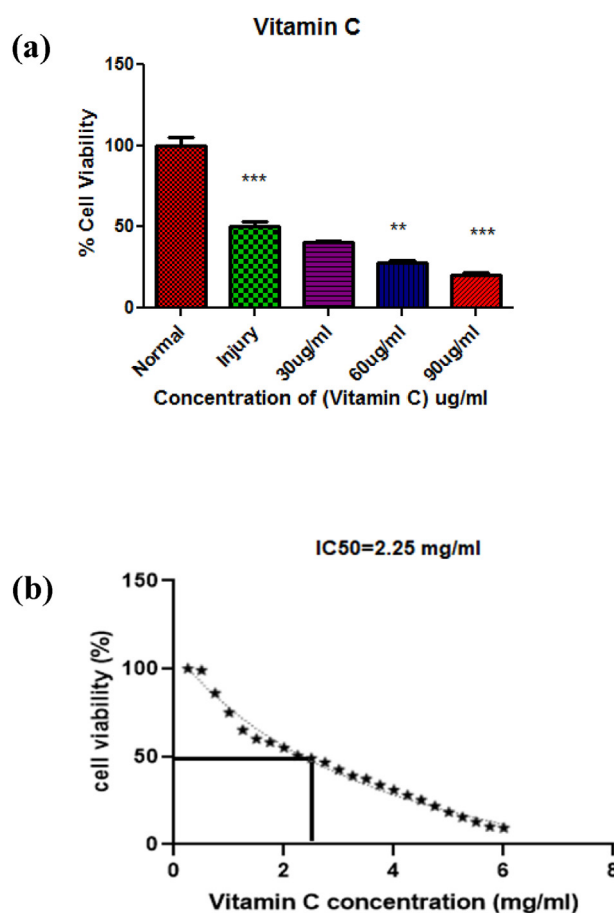 Vitamin C
(a)
150
100
50
0
% Cell Viability
***
**
***
Normal
Injury
30ug/ml
60ug/ml
90ug/ml
Concentration of (Vitamin C) ug/ml
IC50=2.25 mg/ml
(b)
150
100
50
0
cell viability (%)
0 2 4 6 8
Vitamin C concentration (mg/ml)